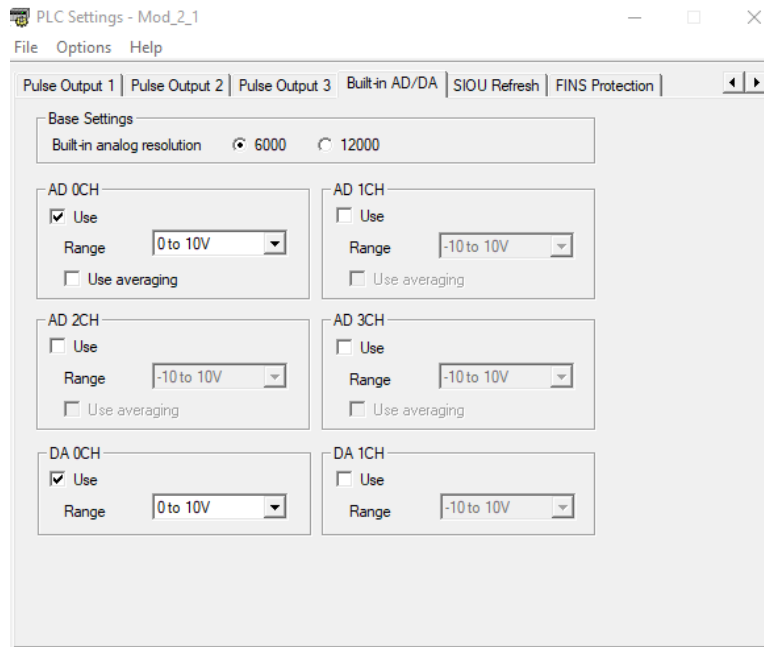 PLC Settings - Mod_2_1
File Options Help
Pulse Output 1 Pulse Output 2 Pulse Output 3 Built-in AD/DA SIOU Refresh FINS Protection
Base Settings
Built-in analog resolution 6000 12000
AD 0CH
Use
Range 0 to 10V
Use averaging
AD 1CH
Use
Range -10 to 10V
Use averaging
AD 2CH
Use
Range -10 to 10V
Use averaging
AD 3CH
Use
Range -10 to 10V
Use averaging
DA 0CH
Use
Range 0 to 10V
DA 1CH
Use
Range -10 to 10V